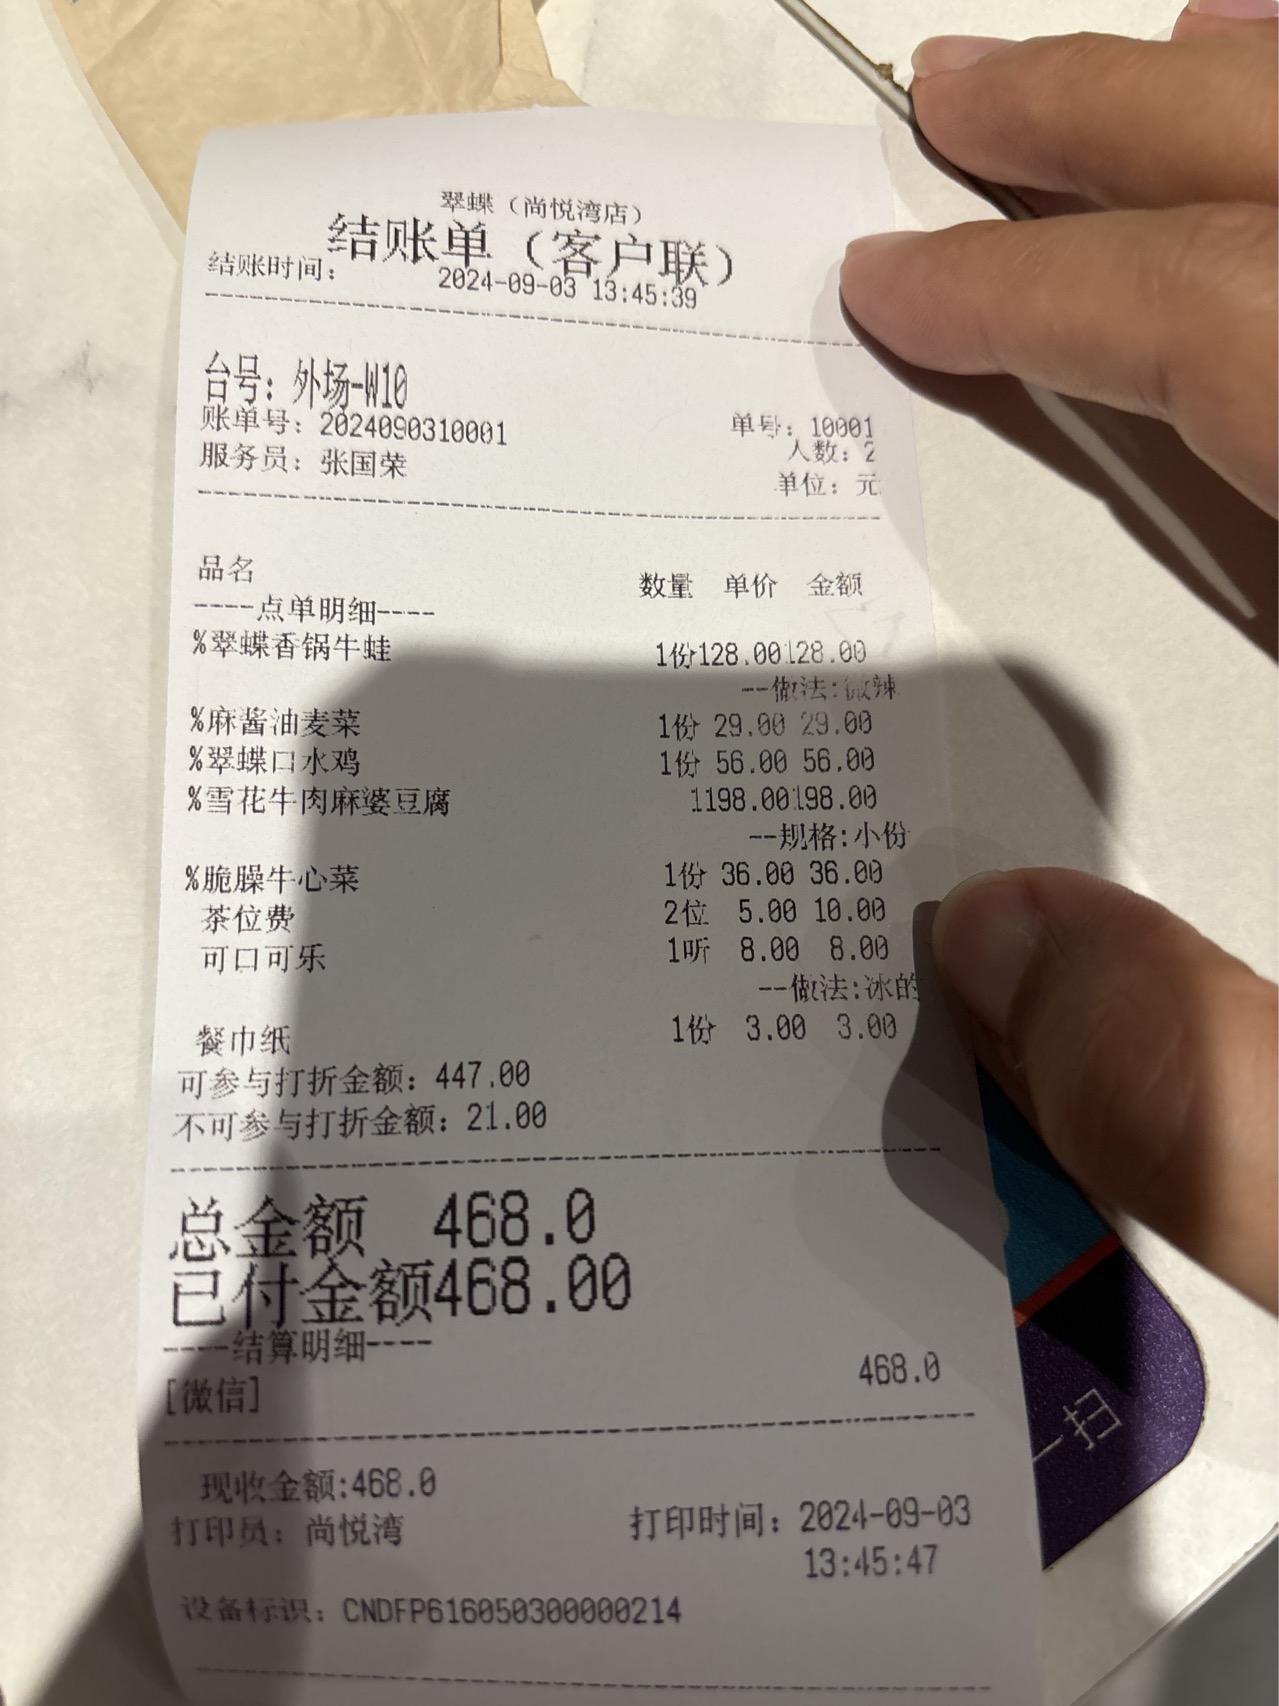 翠蝶（尚悦湾店）
结账单（客户联）
结账时间： 2024-09-03 13:45:39
台号：外场-W10
账单号：2024090310001 单号：10001
人数：2
服务员：张国荣
单位：元
品名 数量 单价 金额
----点单明细----
%翠蝶香锅牛蛙 1份128.00128.00
--做法:微辣
%麻酱油麦菜 1份 29.00 29.00
%翠蝶口水鸡 1份 56.00 56.00
%雪花牛肉麻婆豆腐 1198.00198.00
--规格:小份
%脆臊牛心菜 1份 36.00 36.00
茶位费 2位 5.00 10.00
可口可乐 1听 8.00 8.00
--做法:冰的
餐巾纸 1份 3.00 3.00
可参与打折金额：447.00
不可参与打折金额：21.00
总金额 468.0
已付金额468.00
----结算明细----
[微信] 468.0
现收金额:468.0
打印员：尚悦湾 打印时间：2024-09-03
13:45:47
设备标识：CNDFP616050300000214
一扫